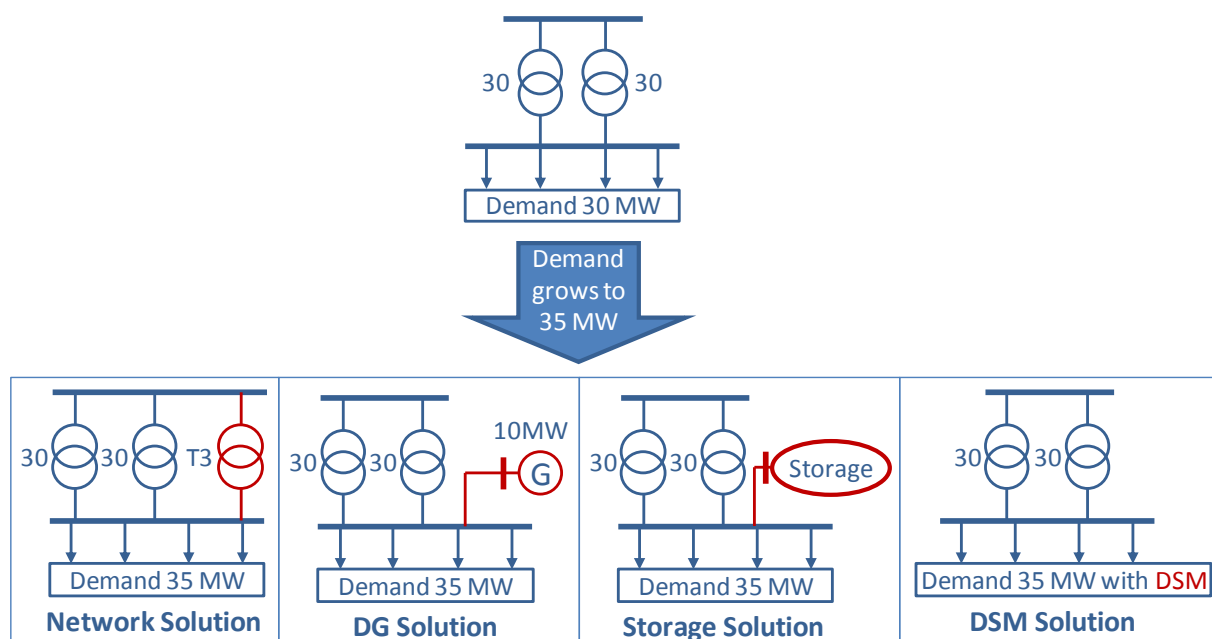 30 30
Demand 30 MW
Demand
grows to
35 MW
30 30 T3
Demand 35 MW
Network Solution
10MW
30 30 G
Demand 35 MW
DG Solution
30 30 Storage
Demand 35 MW
Storage Solution
30 30
Demand 35 MW with DSM
DSM Solution